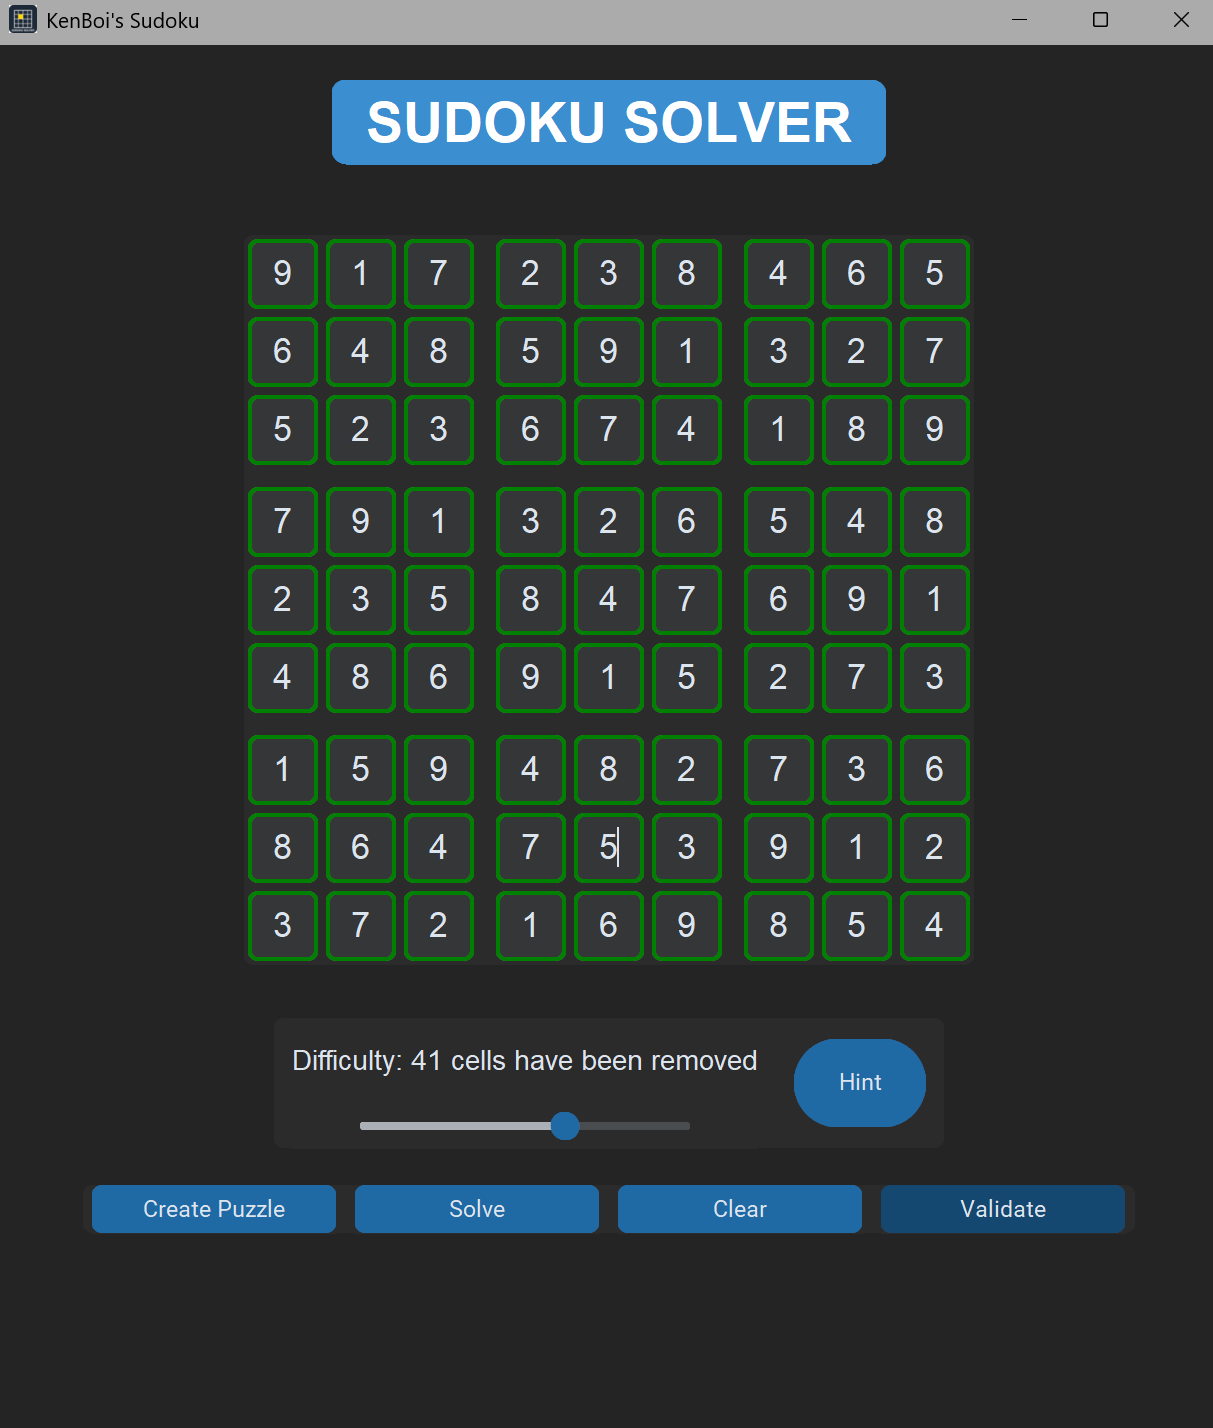 KenBoi's Sudoku
SUDOKU SOLVER
9 1 7 2 3 8 4 6 5
6 4 8 5 9 1 3 2 7
5 2 3 6 7 4 1 8 9
7 9 1 3 2 6 5 4 8
2 3 5 8 4 7 6 9 1
4 8 6 9 1 5 2 7 3
1 5 9 4 8 2 7 3 6
8 6 4 7 5 3 9 1 2
3 7 2 1 6 9 8 5 4
Difficulty: 41 cells have been removed
Hint
Create Puzzle Solve Clear Validate